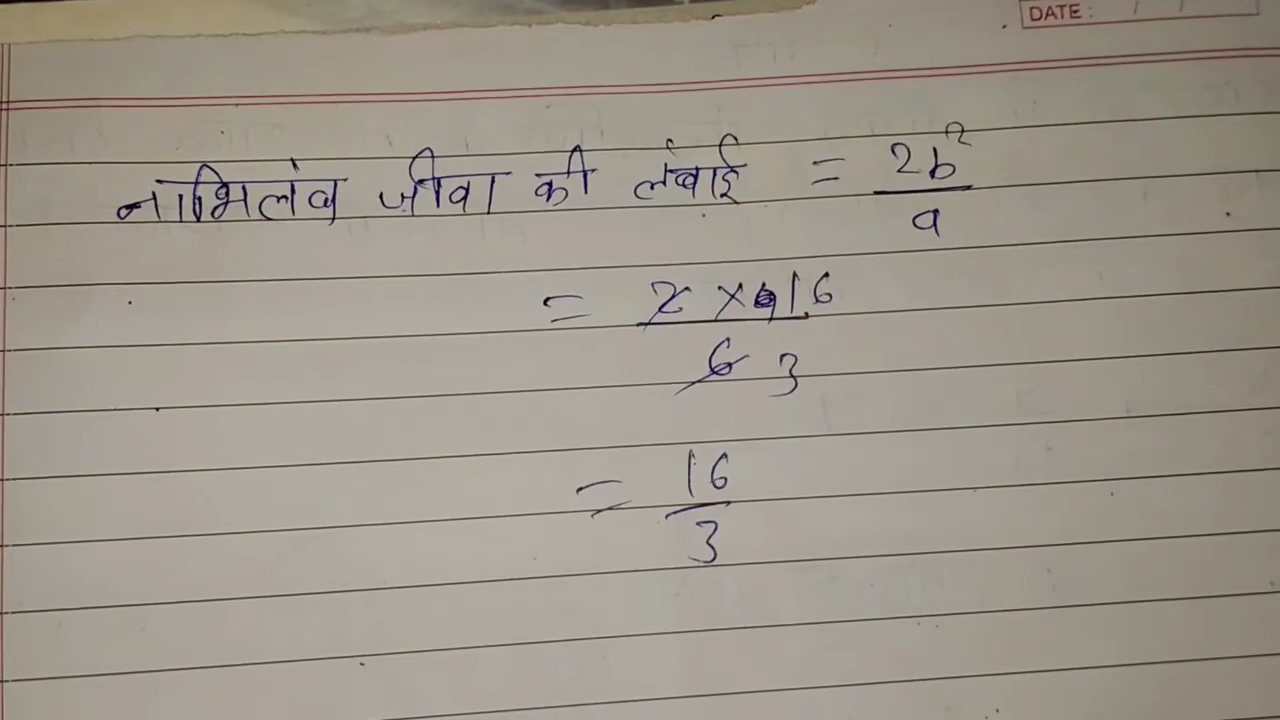 DATE :
नाभिलंब जीवा की लंबाई = 2b²/a
= 2 × 16 / 6 3
= 16/3